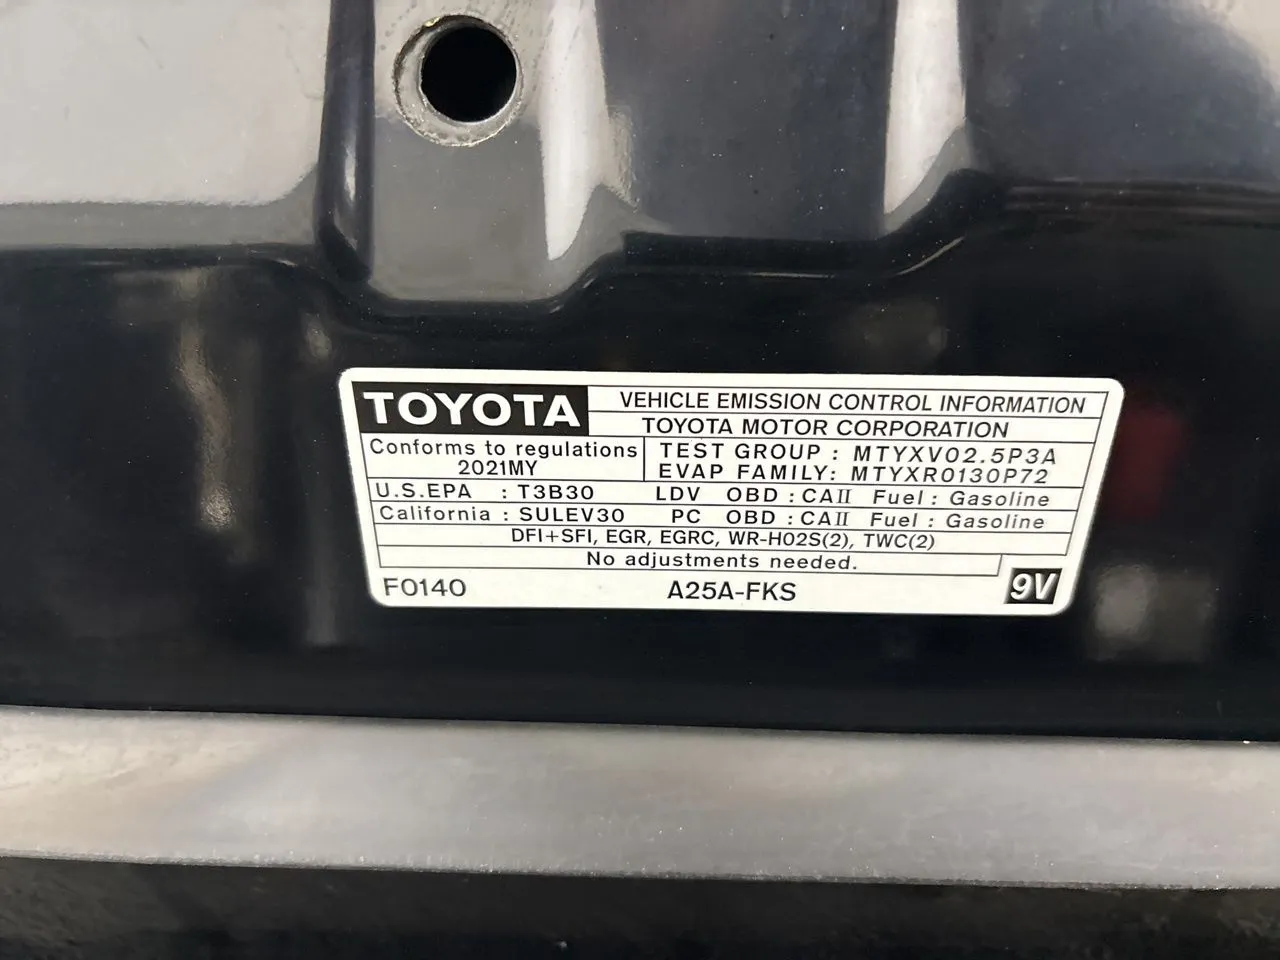 TOYOTA
VEHICLE EMISSION CONTROL INFORMATION
TOYOTA MOTOR CORPORATION
Conforms to regulations
2021MY
TEST GROUP : MTYXV02.5P3A
EVAP FAMILY: MTYXR0130P72
U.S.EPA : T3B30 LDV OBD : CAII Fuel : Gasoline
California : SULEV30 PC OBD : CAII Fuel : Gasoline
DFI+SFI, EGR, EGRC, WR-HO2S(2), TWC(2)
No adjustments needed.
F0140 A25A-FKS 9V